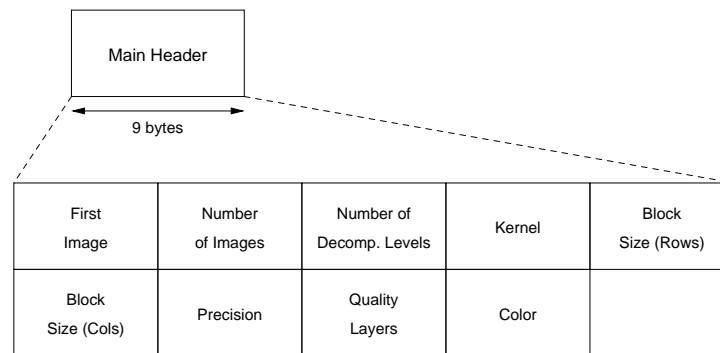 Main Header
9 bytes
First
Image
Number
of Images
Number of
Decomp. Levels
Kernel
Block
Size (Rows)
Block
Size (Cols)
Precision
Quality
Layers
Color